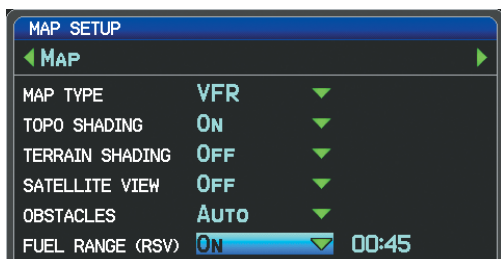 MAP SETUP
MAP
MAP TYPE VFR
TOPO SHADING ON
TERRAIN SHADING OFF
SATELLITE VIEW OFF
OBSTACLES AUTO
FUEL RANGE (RSV) ON 00:45